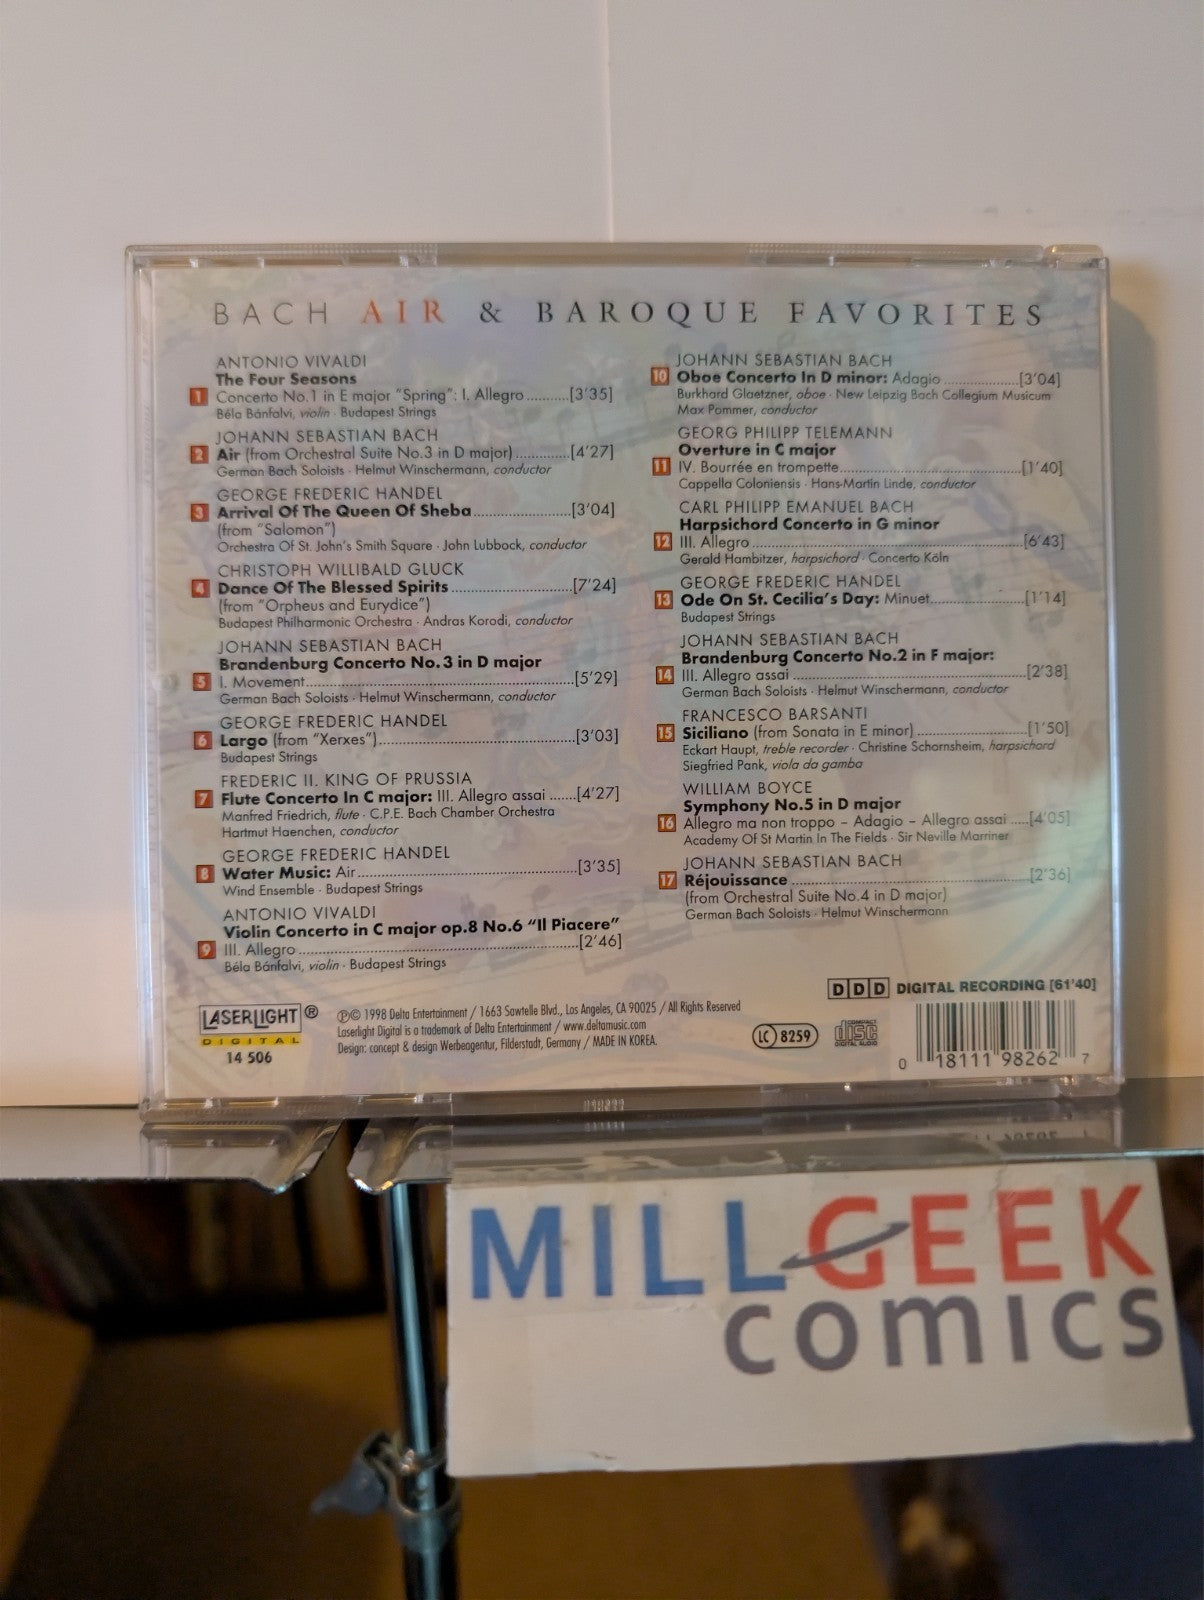 BACH AIR & BAROQUE FAVORITES
ANTONIO VIVALDI
The Four Seasons
1 Concerto No.1 in E major "Spring": I. Allegro..........[3'35]
Béla Bánfalvi, violin · Budapest Strings
JOHANN SEBASTIAN BACH
2 Air (from Orchestral Suite No.3 in D major)............[4'27]
German Bach Soloists · Helmut Winschermann, conductor
GEORGE FREDERIC HANDEL
3 Arrival Of The Queen Of Sheba......................[3'04]
(from "Salomon")
Orchestra Of St. John's Smith Square · John Lubbock, conductor
CHRISTOPH WILLIBALD GLUCK
4 Dance Of The Blessed Spirits...........................[7'24]
(from "Orpheus and Eurydice")
Budapest Philharmonic Orchestra · Andras Korodi, conductor
JOHANN SEBASTIAN BACH
Brandenburg Concerto No.3 in D major
5 I. Movement..............................................................[5'29]
German Bach Soloists · Helmut Winschermann, conductor
GEORGE FREDERIC HANDEL
6 Largo (from "Xerxes")..............................................[3'03]
Budapest Strings
FREDERIC II. KING OF PRUSSIA
7 Flute Concerto In C major: III. Allegro assai ......[4'27]
Manfred Friedrich, flute · C.P.E. Bach Chamber Orchestra
Hartmut Haenchen, conductor
GEORGE FREDERIC HANDEL
8 Water Music: Air....................................................[3'35]
Wind Ensemble · Budapest Strings
ANTONIO VIVALDI
Violin Concerto in C major op.8 No.6 "Il Piacere"
9 III. Allegro................................................................[2'46]
Béla Bánfalvi, violin · Budapest Strings
JOHANN SEBASTIAN BACH
10 Oboe Concerto In D minor: Adagio ..................[3'04]
Burkhard Glaetzner, oboe · New Leipzig Bach Collegium Musicum
Max Pommer, conductor
GEORG PHILIPP TELEMANN
Overture in C major
11 IV. Bourrée en trompette...........................................[1'40]
Cappella Coloniensis · Hans-Martin Linde, conductor
CARL PHILIPP EMANUEL BACH
Harpsichord Concerto in G minor
12 III. Allegro..............................................................[6'43]
Gerald Hambitzer, harpsichord · Concerto Köln
GEORGE FREDERIC HANDEL
13 Ode On St. Cecilia's Day: Minuet......................[1'14]
Budapest Strings
JOHANN SEBASTIAN BACH
Brandenburg Concerto No.2 in F major:
14 III. Allegro assai ......................................................[2'38]
German Bach Soloists · Helmut Winschermann, conductor
FRANCESCO BARSANTI
15 Siciliano (from Sonata in E minor) .........................[1'50]
Eckart Haupt, treble recorder · Christine Schornsheim, harpsichord
Siegfried Pank, viola da gamba
WILLIAM BOYCE
Symphony No.5 in D major
16 Allegro ma non troppo – Adagio – Allegro assai .....[4'05]
Academy Of St Martin In The Fields · Sir Neville Marriner
JOHANN SEBASTIAN BACH
17 Réjouissance .......................................................[2'36]
(from Orchestral Suite No.4 in D major)
German Bach Soloists · Helmut Winschermann
DDD DIGITAL RECORDING [61'40]
LASERLIGHT ®
DIGITAL
14 506
℗© 1998 Delta Entertainment / 1663 Sawtelle Blvd., Los Angeles, CA 90025 / All Rights Reserved
Laserlight Digital is a trademark of Delta Entertainment / www.deltamusic.com
Design: concept & design Werbeagentur, Filderstadt, Germany / MADE IN KOREA.
LC 8259
COMPACT
disc
DIGITAL AUDIO
0 18111 98262 7
MILLGEEK
comics